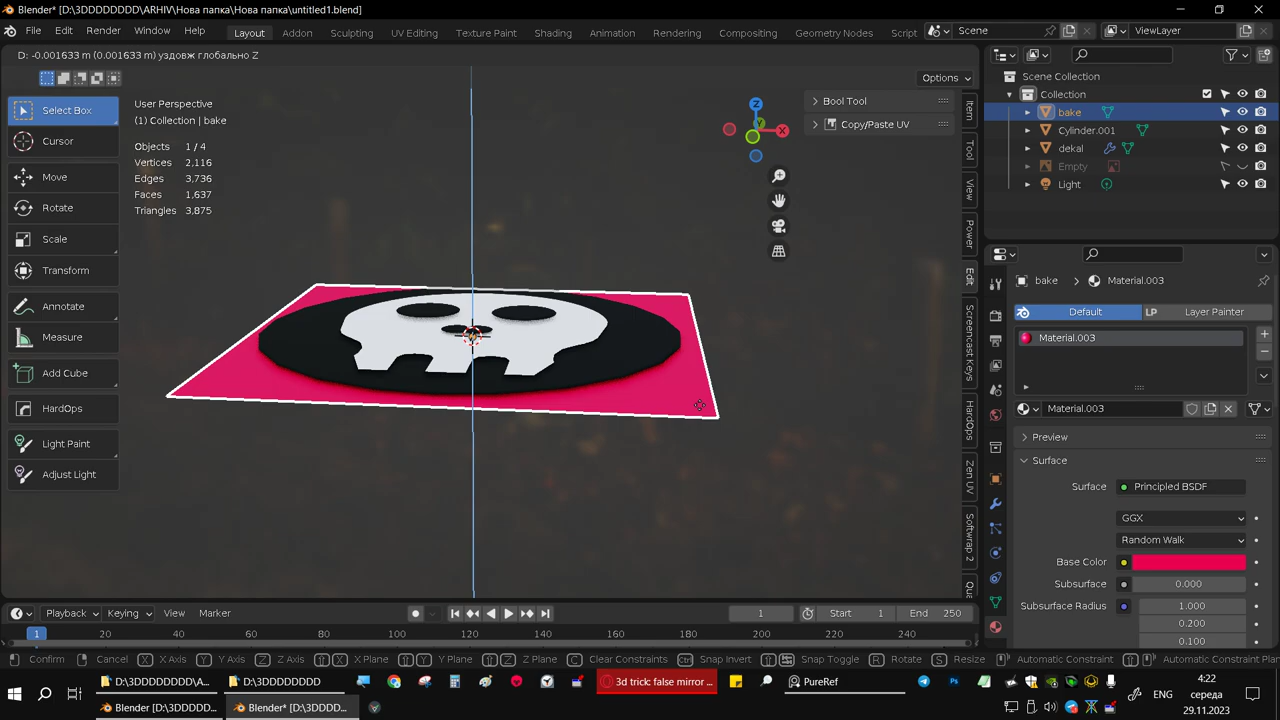 Blender* [D:\3DDDDDDDD\ARHIV\Нова папка\Нова папка\untitled1.blend]
File Edit Render Window Help Layout Modeling Sculpting UV Editing Texture Paint Shading Animation Rendering Compositing Geometry Nodes Script Scene ViewLayer
D: -0.001633 m (0.001633 m) уздовж глобально Z
Options
Select Box
Cursor
Move
Rotate
Scale
Transform
Annotate
Measure
Add Cube
HardOps
Light Paint
Adjust Light
User Perspective
(1) Collection | bake
Objects 1 / 4
Vertices 2,116
Edges 3,736
Faces 1,637
Triangles 3,875
Z
Y
X
Bool Tool
Copy/Paste UV
Item
Tool
View
Power
Edit
Screencast Keys
HardOps
Zen UV
Softwrap 2
Qua
Scene Collection
Collection
bake
Cylinder.001
dekal
Empty
Light
bake > Material.003
Default LP Layer Painter
Material.003
Material.003
Preview
Surface
Surface Principled BSDF
GGX
Random Walk
Base Color
Subsurface 0.000
Subsurface Radius 1.000
0.200
0.100
Playback Keying View Marker 1 Start 1 End 250
1 20 40 60 80 100 120 140 160 180 200 220 240
Confirm Cancel X X Axis Y Y Axis Z Z Axis X X Plane Y Y Plane Z Z Plane C Clear Constraints Ctrl Snap Invert Snap Toggle R Rotate S Resize Automatic Constraint Automatic Constraint Plane
D:\3DDDDDDDD\A... D:\3DDDDDDDD 3d trick: false mirror ... PureRef
Blender [D:\3DDDD... Blender* [D:\3DDDD...
ENG
4:22
середа
29.11.2023